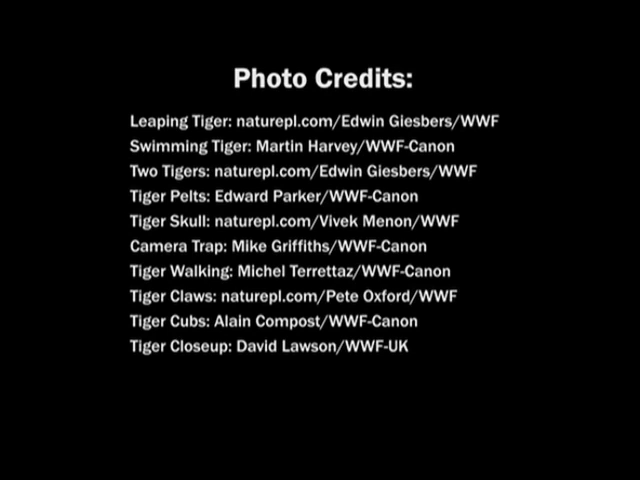 Photo Credits:
Leaping Tiger: naturepl.com/Edwin Giesbers/WWF
Swimming Tiger: Martin Harvey/WWF-Canon
Two Tigers: naturepl.com/Edwin Giesbers/WWF
Tiger Pelts: Edward Parker/WWF-Canon
Tiger Skull: naturepl.com/Vivek Menon/WWF
Camera Trap: Mike Griffiths/WWF-Canon
Tiger Walking: Michel Terrettaz/WWF-Canon
Tiger Claws: naturepl.com/Pete Oxford/WWF
Tiger Cubs: Alain Compost/WWF-Canon
Tiger Closeup: David Lawson/WWF-UK